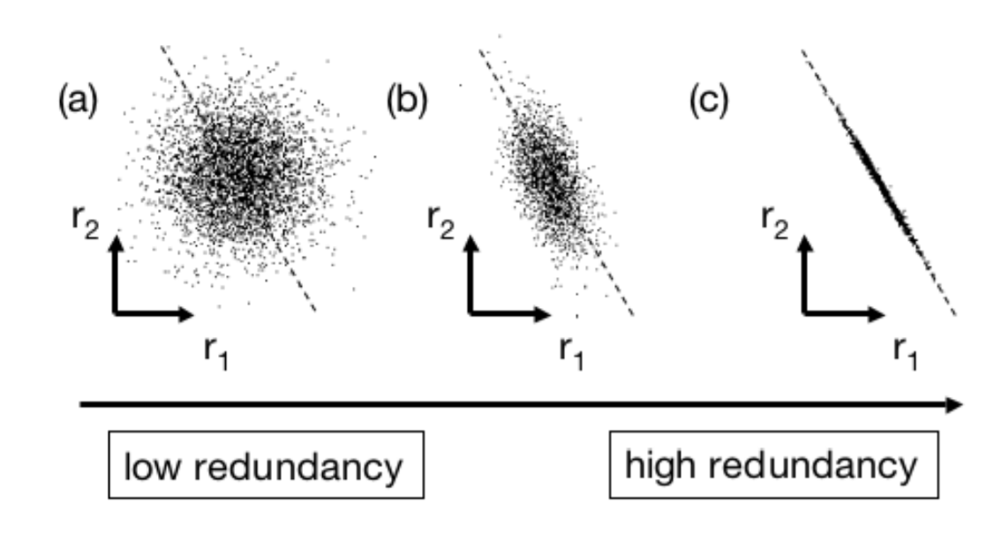 (a)
(b)
(c)
r2
r2
r2
r1
r1
r1
low redundancy
high redundancy